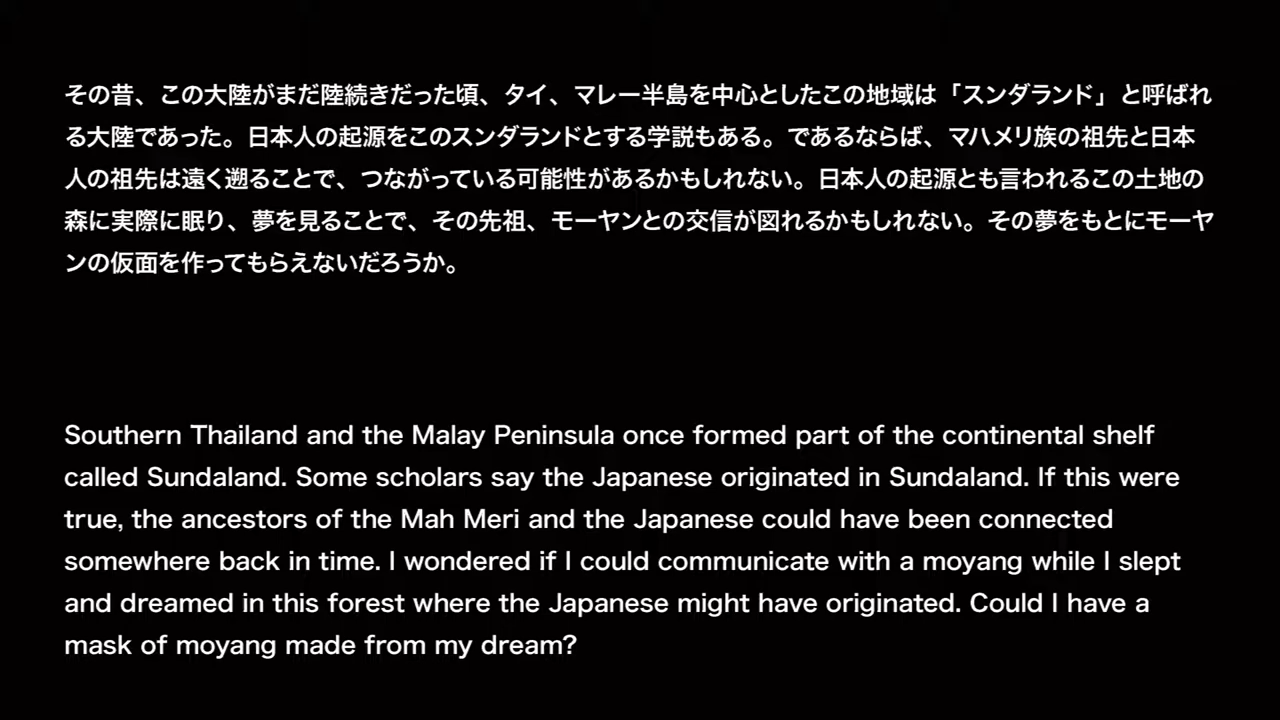 その昔、この大陸がまだ陸続きだった頃、タイ、マレー半島を中心としたこの地域は「スンダランド」と呼ばれ
る大陸であった。日本人の起源をこのスンダランドとする学説もある。であるならば、マハメリ族の祖先と日本
人の祖先は遠く遡ることで、つながっている可能性があるかもしれない。日本人の起源とも言われるこの土地の
森に実際に眠り、夢を見ることで、その先祖、モーヤンとの交信が図れるかもしれない。その夢をもとにモーヤ
ンの仮面を作ってもらえないだろうか。
Southern Thailand and the Malay Peninsula once formed part of the continental shelf
called Sundaland. Some scholars say the Japanese originated in Sundaland. If this were
true, the ancestors of the Mah Meri and the Japanese could have been connected
somewhere back in time. I wondered if I could communicate with a moyang while I slept
and dreamed in this forest where the Japanese might have originated. Could I have a
mask of moyang made from my dream?